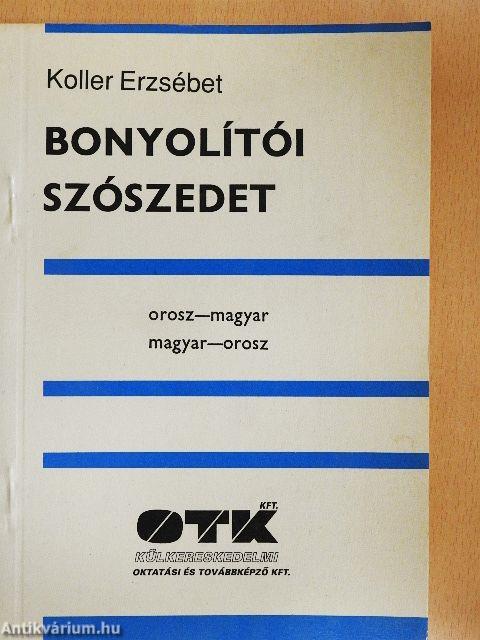 Koller Erzsébet
BONYOLÍTÓI
SZÓSZEDET
orosz—magyar
magyar—orosz
KFT.
OTK
KÜLKERESKEDELMI
OKTATÁSI ÉS TOVÁBBKÉPZŐ KFT.
Antikvárium.hu